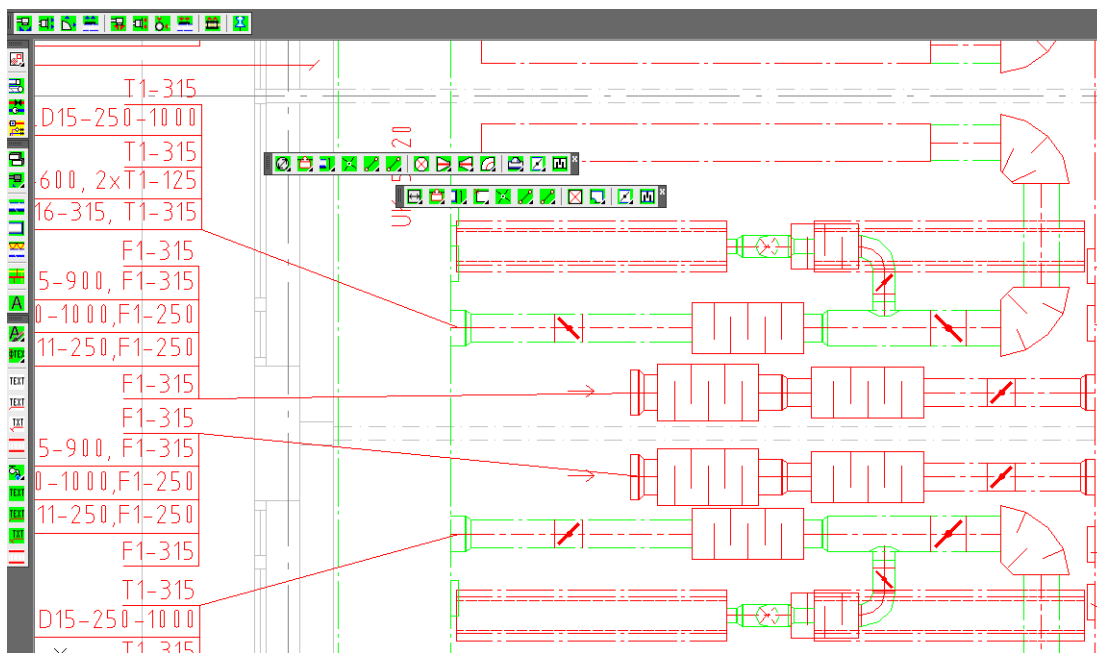 T1-315
D15-250-1000
T1-315
-600, 2xT1-125
16-315, T1-315
F1-315
5-900, F1-315
0-1000,F1-250
11-250,F1-250
F1-315
F1-315
5-900, F1-315
0-1000,F1-250
11-250,F1-250
F1-315
T1-315
D15-250-1000
T1-315
A
A
TEXT
TEXT
TXT
TEXT
TEXT
TXT